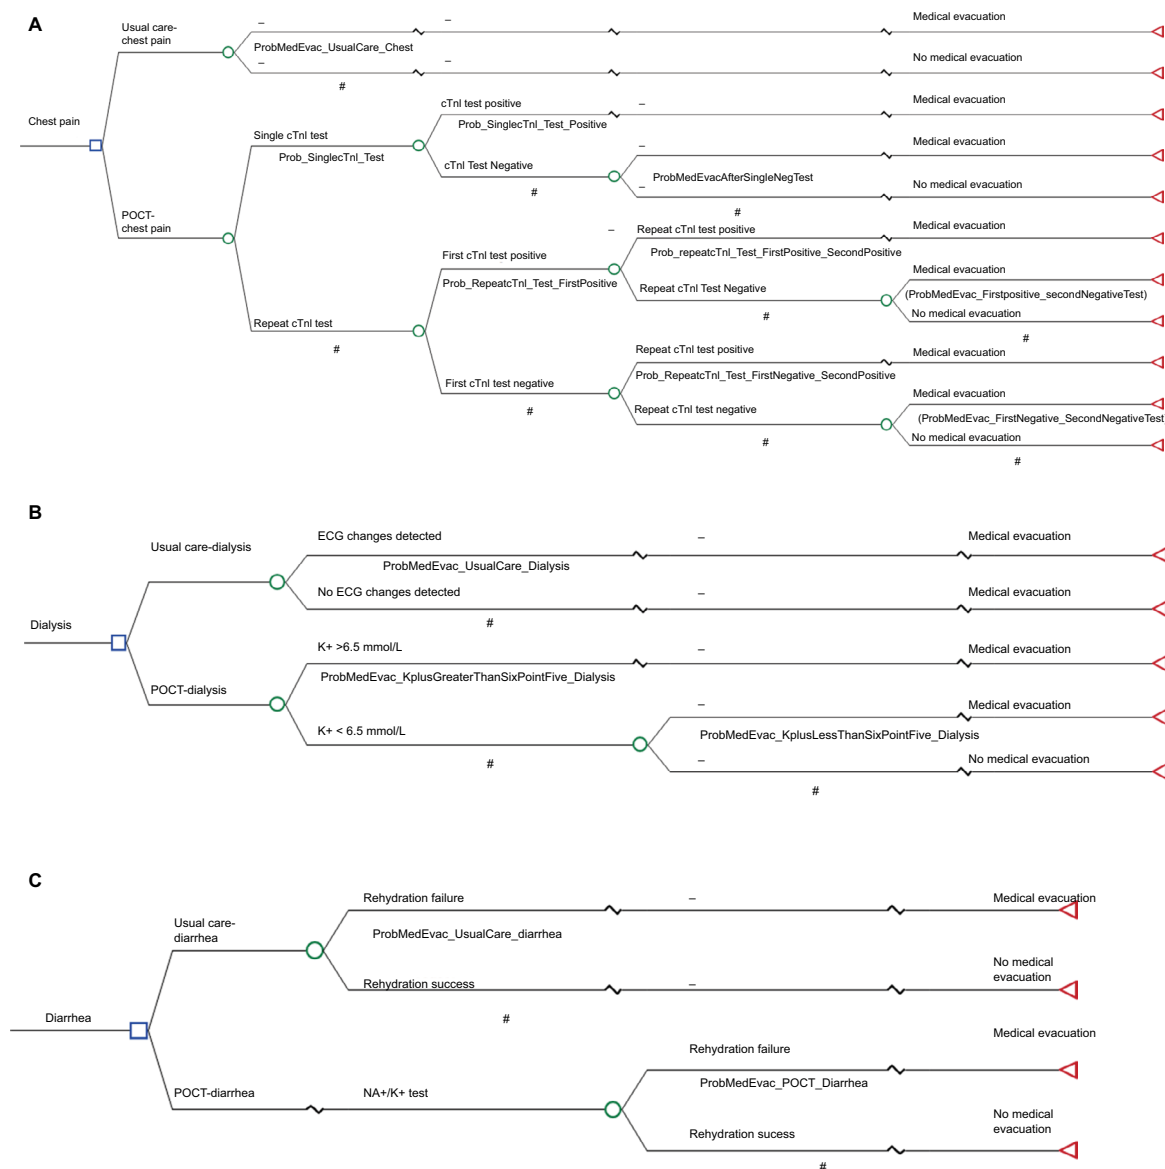 A
Usual care-
chest pain
–
–
Medical evacuation
ProbMedEvac_UsualCare_Chest
–
–
No medical evacuation
#
Chest pain
cTnI test positive
–
Medical evacuation
Prob_SinglecTnl_Test_Positive
Single cTnI test
Prob_SinglecTnl_Test
cTnI Test Negative
#
–
Medical evacuation
ProbMedEvacAfterSingleNegTest
–
No medical evacuation
#
POCT-
chest pain
–
Repeat cTnI test positive
Medical evacuation
Prob_repeatcTnl_Test_FirstPositive_SecondPositive
First cTnI test positive
Prob_RepeatcTnl_Test_FirstPositive
Repeat cTnI Test Negative
#
Medical evacuation
(ProbMedEvac_Firstpositive_secondNegativeTest)
No medical evacuation
#
Repeat cTnI test
#
Repeat cTnI test positive
Medical evacuation
Prob_RepeatcTnl_Test_FirstNegative_SecondPositive
First cTnI test negative
#
Repeat cTnI test negative
#
Medical evacuation
(ProbMedEvac_FirstNegative_SecondNegativeTest
No medical evacuation
#
B
Usual care-dialysis
ECG changes detected
–
Medical evacuation
ProbMedEvac_UsualCare_Dialysis
No ECG changes detected
–
Medical evacuation
#
Dialysis
K+ >6.5 mmol/L
–
Medical evacuation
ProbMedEvac_KplusGreaterThanSixPointFive_Dialysis
POCT-dialysis
K+ < 6.5 mmol/L
#
–
Medical evacuation
ProbMedEvac_KplusLessThanSixPointFive_Dialysis
–
No medical evacuation
#
C
Usual care-
diarrhea
Rehydration failure
–
Medical evacuation
ProbMedEvac_UsualCare_diarrhea
Rehydration success
–
No medical
evacuation
#
Diarrhea
Rehydration failure
Medical evacuation
ProbMedEvac_POCT_Diarrhea
POCT-diarrhea
NA+/K+ test
Rehydration sucess
No medical
evacuation
#